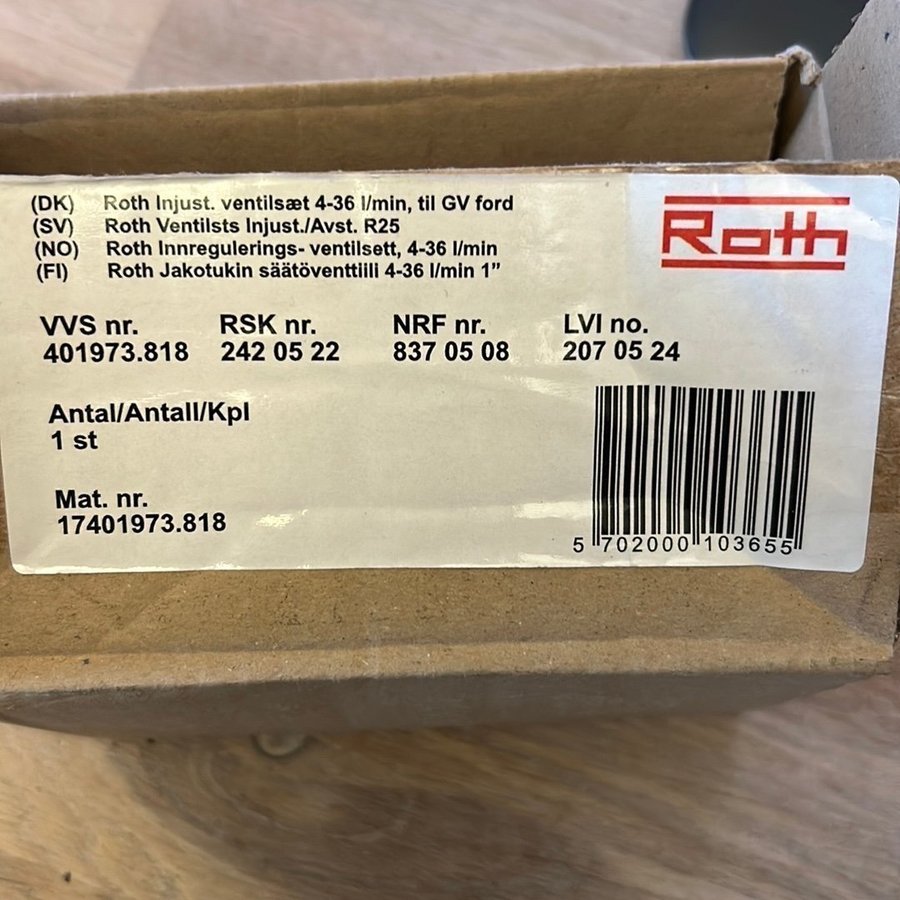 (DK) Roth Injust. ventilsæt 4-36 l/min, til GV ford
(SV) Roth Ventilsts Injust./Avst. R25
(NO) Roth Innregulerings- ventilsett, 4-36 l/min
(FI) Roth Jakotukin säätöventtiili 4-36 l/min 1”
Roth
VVS nr. RSK nr. NRF nr. LVI no.
401973.818 242 05 22 837 05 08 207 05 24
Antal/Antall/Kpl
1 st
Mat. nr.
17401973.818
5 702000 103655